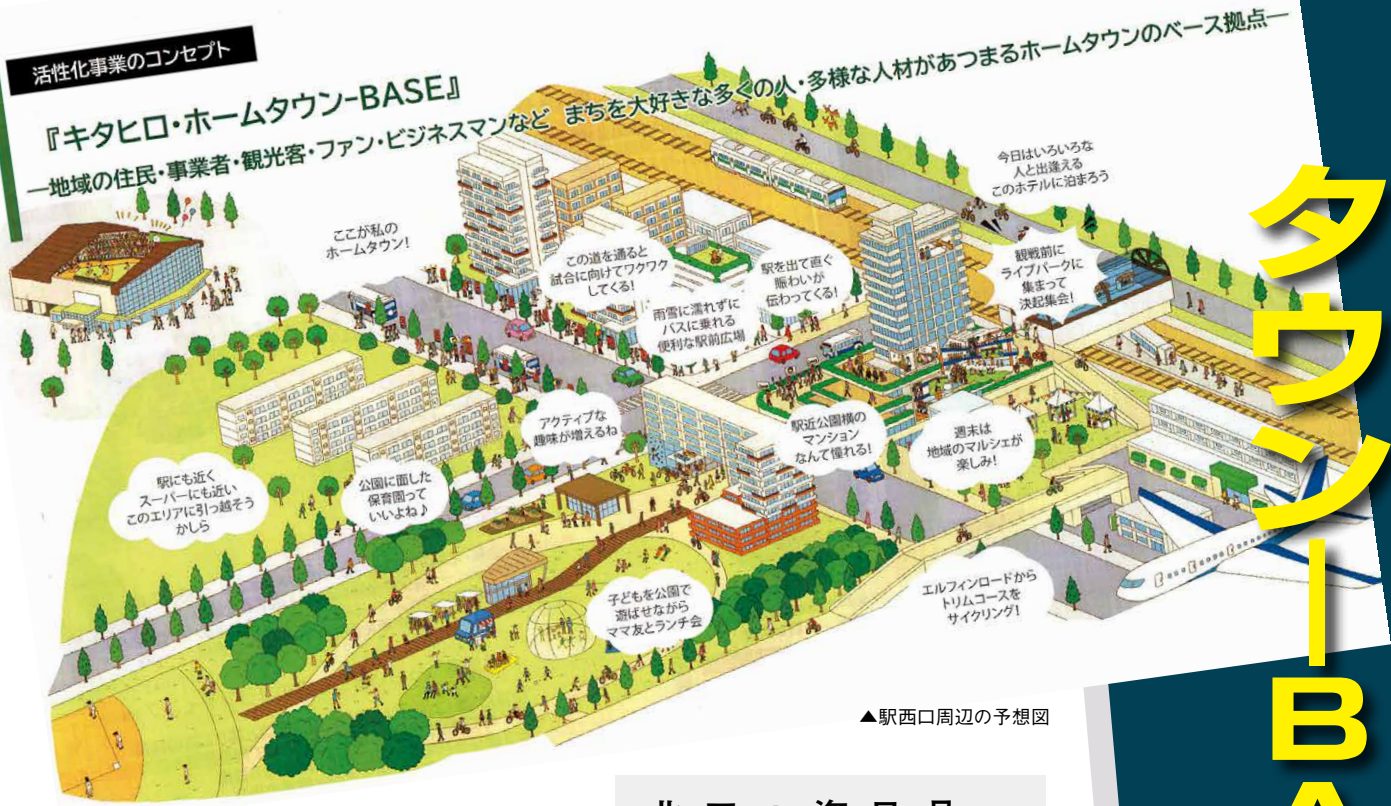 活性化事業のコンセプト
『キタヒロ・ホームタウン-BASE』
―地域の住民・事業者・観光客・ファン・ビジネスマンなど まちを大好きな多くの人・多様な人材があつまるホームタウンのベース拠点―
ここが私の
ホームタウン!
この道を通ると
試合に向けてワクワク
してくる!
雨雪に濡れずに
バスに乗れる
便利な駅前広場
駅を出て直ぐ
賑わいが
伝わってくる!
今日はいろいろな
人と出逢える
このホテルに泊まろう
観戦前に
ライブパークに
集まって
決起集会!
アクティブな
趣味が増えるね
駅近公園横の
マンション
なんて憧れる!
週末は
地域のマルシェが
楽しみ!
駅にも近く
スーパーにも近い
このエリアに引っ越そう
かしら
公園に面した
保育園って
いいよね♪
子どもを公園で
遊ばせながら
ママ友とランチ会
エルフィンロードから
トリムコースを
サイクリング!
▲駅西口周辺の予想図
タウンーBA